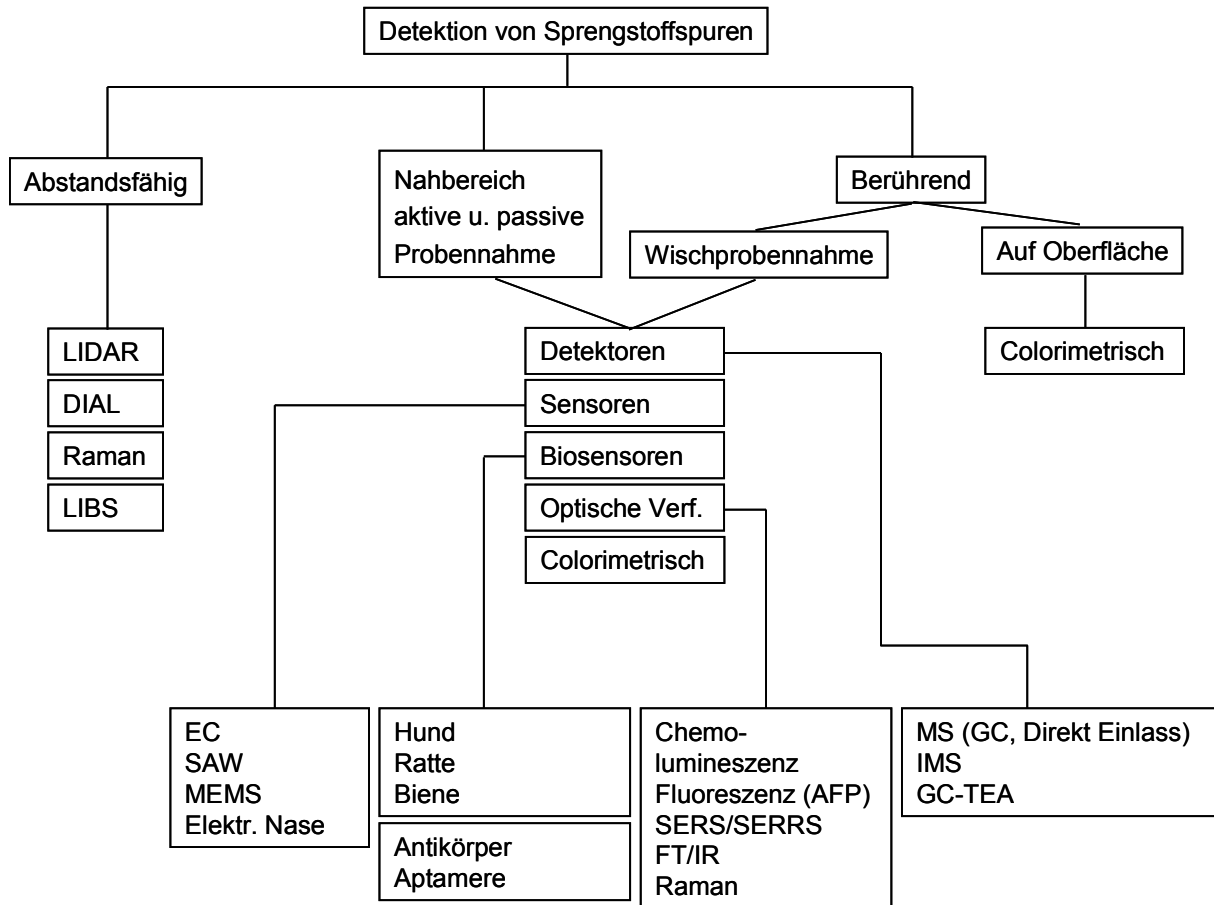 Detektion von Sprengstoffspuren
Abstandsfähig
Nahbereich
aktive u. passive
Probennahme
Berührend
Wischprobennahme
Auf Oberfläche
LIDAR
DIAL
Raman
LIBS
Detektoren
Sensoren
Biosensoren
Optische Verf.
Colorimetrisch
Colorimetrisch
EC
SAW
MEMS
Elektr. Nase
Hund
Ratte
Biene
Antikörper
Aptamere
Chemo-
lumineszenz
Fluoreszenz (AFP)
SERS/SERRS
FT/IR
Raman
MS (GC, Direkt Einlass)
IMS
GC-TEA